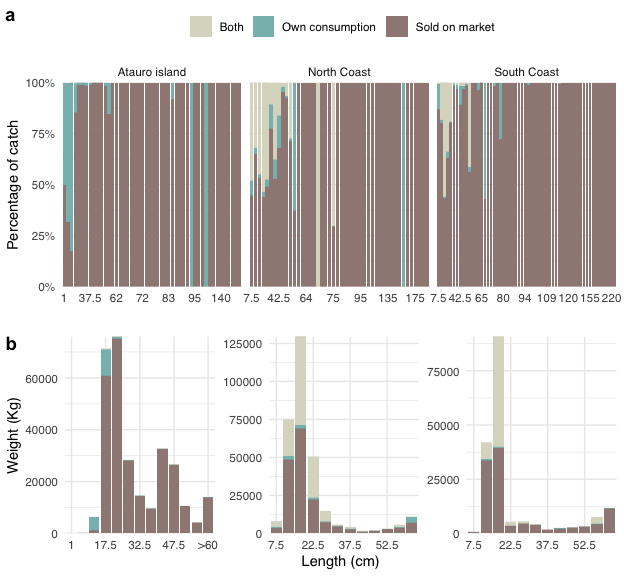 a
Both Own consumption Sold on market
Atauro island North Coast South Coast
Percentage of catch
100%
75%
50%
25%
0%
1 37.5 62 72 83 95 140 7.5 42.5 64 75 95 135 175 7.5 42.5 65 80 94 109 120 155 220
b
Weight (Kg)
60000
40000
20000
0
125000
100000
75000
50000
25000
0
75000
50000
25000
0
1 17.5 32.5 47.5 >60 7.5 22.5 37.5 52.5 7.5 22.5 37.5 52.5
Length (cm)